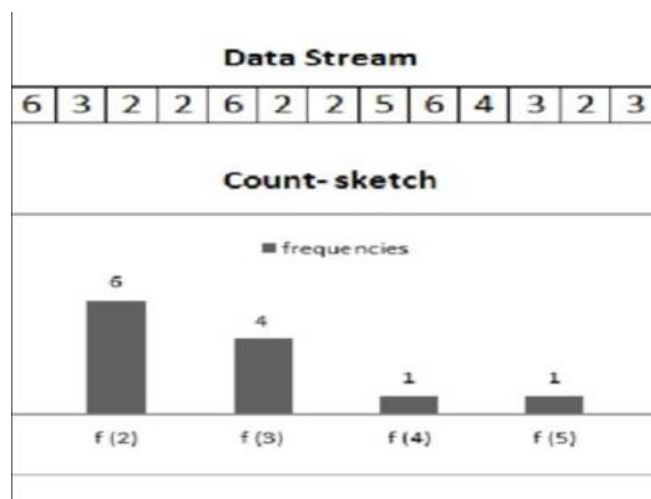 Data Stream
6 3 2 2 6 2 2 5 6 4 3 2 3
Count- sketch
frequencies
6
4
1 1
f (2) f (3) f (4) f (5)